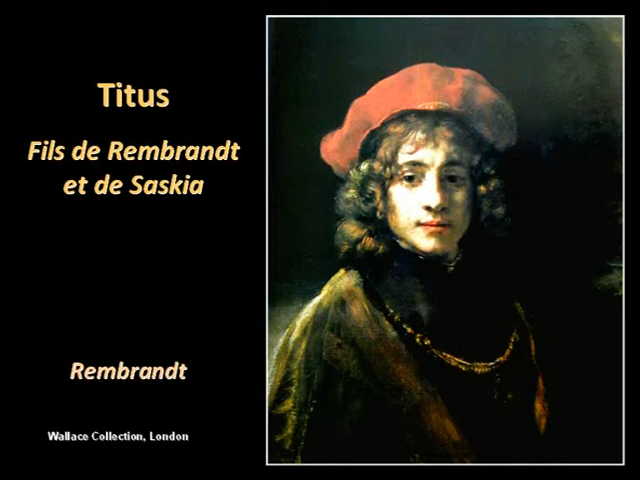 Titus
Fils de Rembrandt
et de Saskia
Rembrandt
Wallace Collection, London